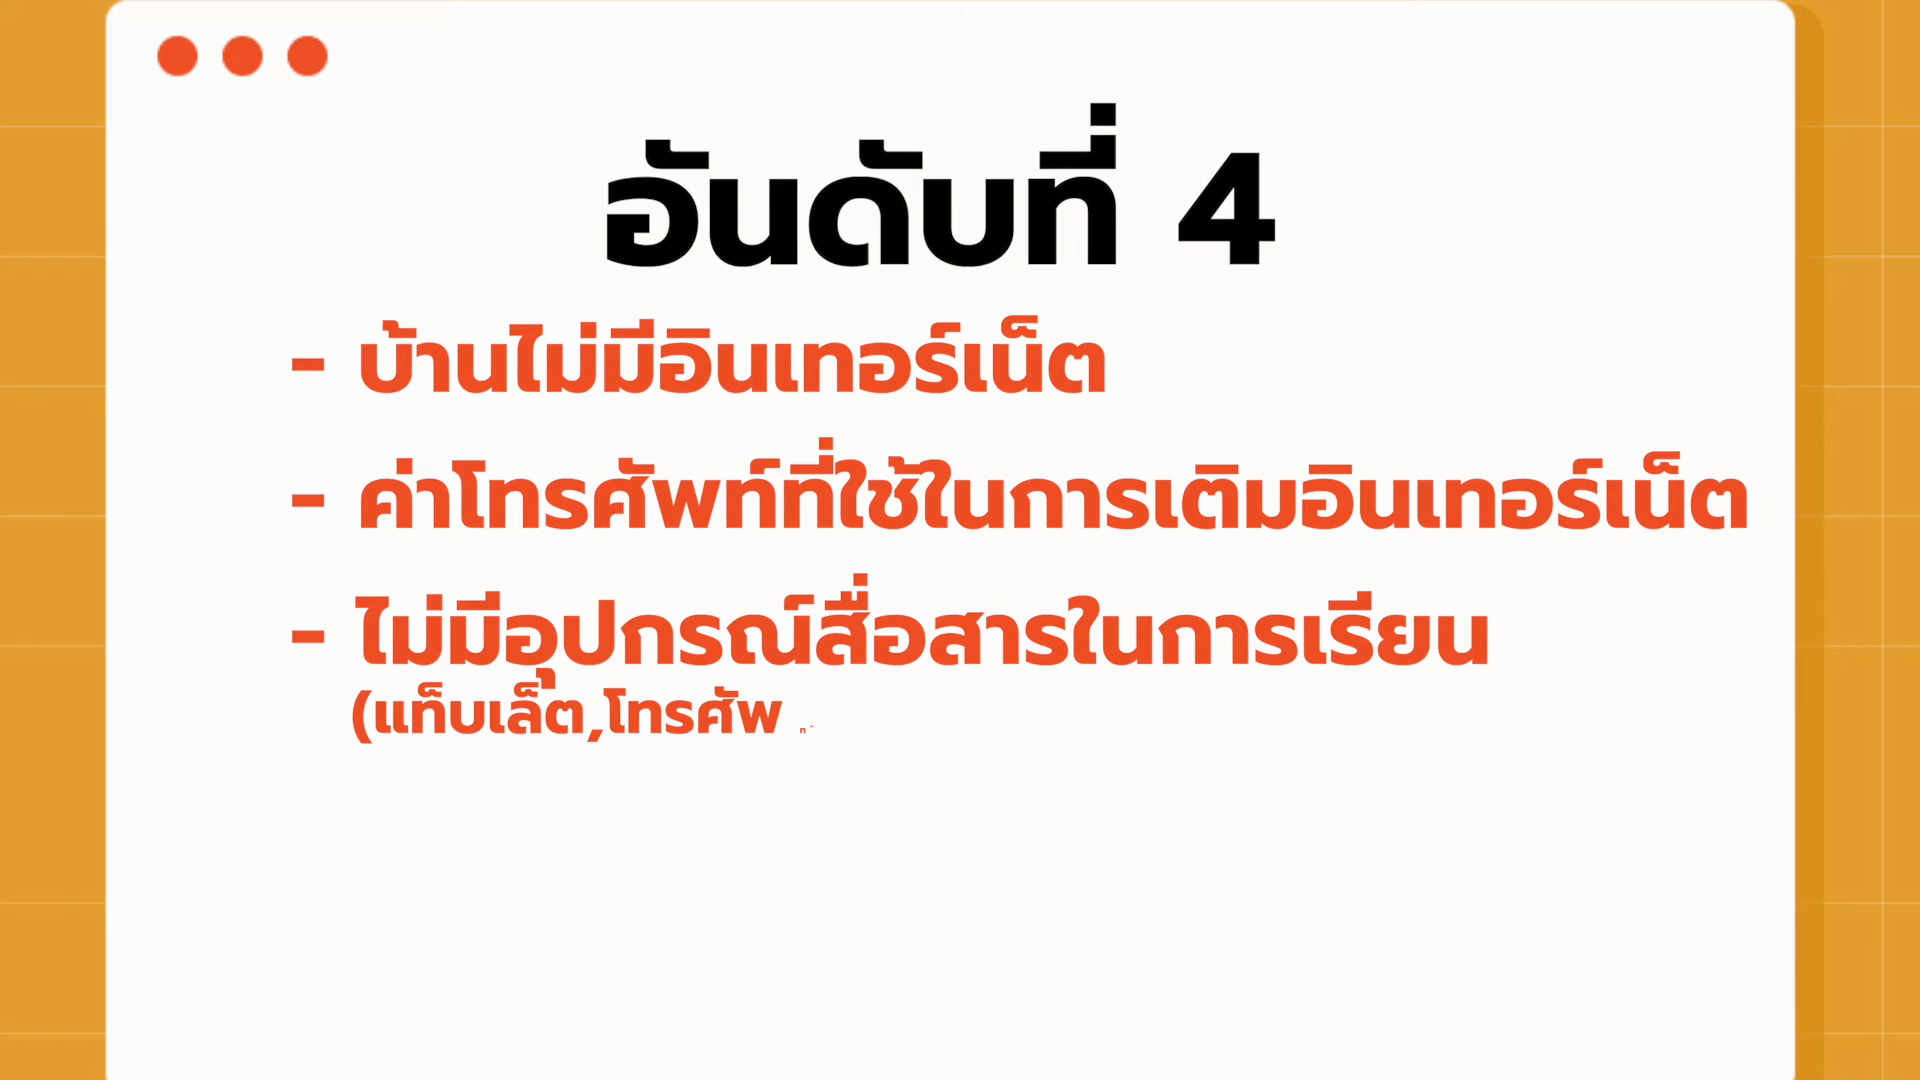 อันดับที่ 4
- บ้านไม่มีอินเทอร์เน็ต
- ค่าโทรศัพท์ที่ใช้ในการเติมอินเทอร์เน็ต
- ไม่มีอุปกรณ์สื่อสารในการเรียน
(แท็บเล็ต,โทรศัพ